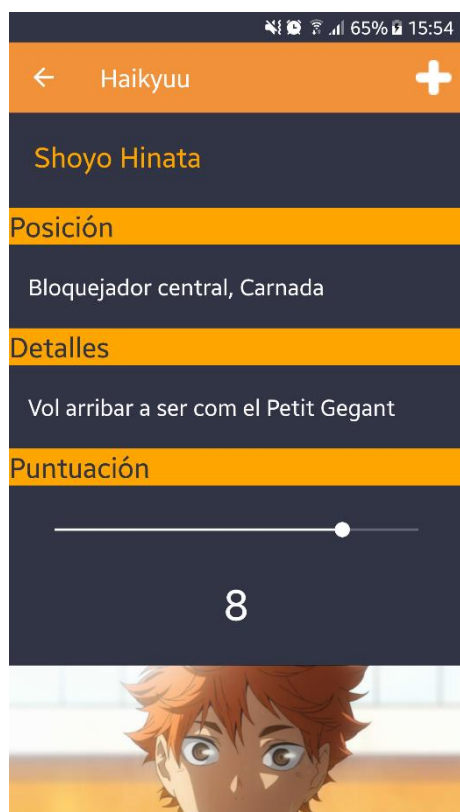 65% 15:54
Haikyuu
Shoyo Hinata
Posición
Bloquejador central, Carnada
Detalles
Vol arribar a ser com el Petit Gegant
Puntuación
8